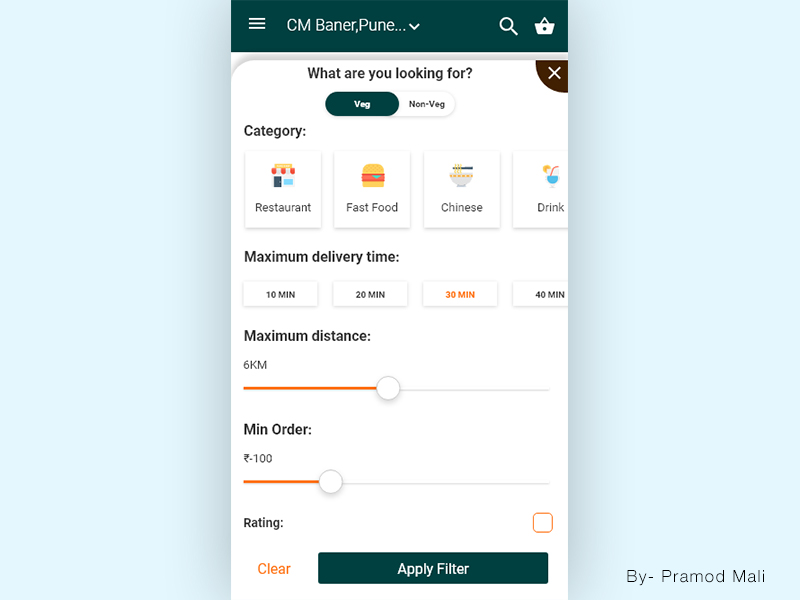 CM Baner,Pune...
What are you looking for?
Veg Non-Veg
Category:
Restaurant Fast Food Chinese Drink
Maximum delivery time:
10 MIN 20 MIN 30 MIN 40 MIN
Maximum distance:
6KM
Min Order:
₹-100
Rating:
Clear Apply Filter
By- Pramod Mali